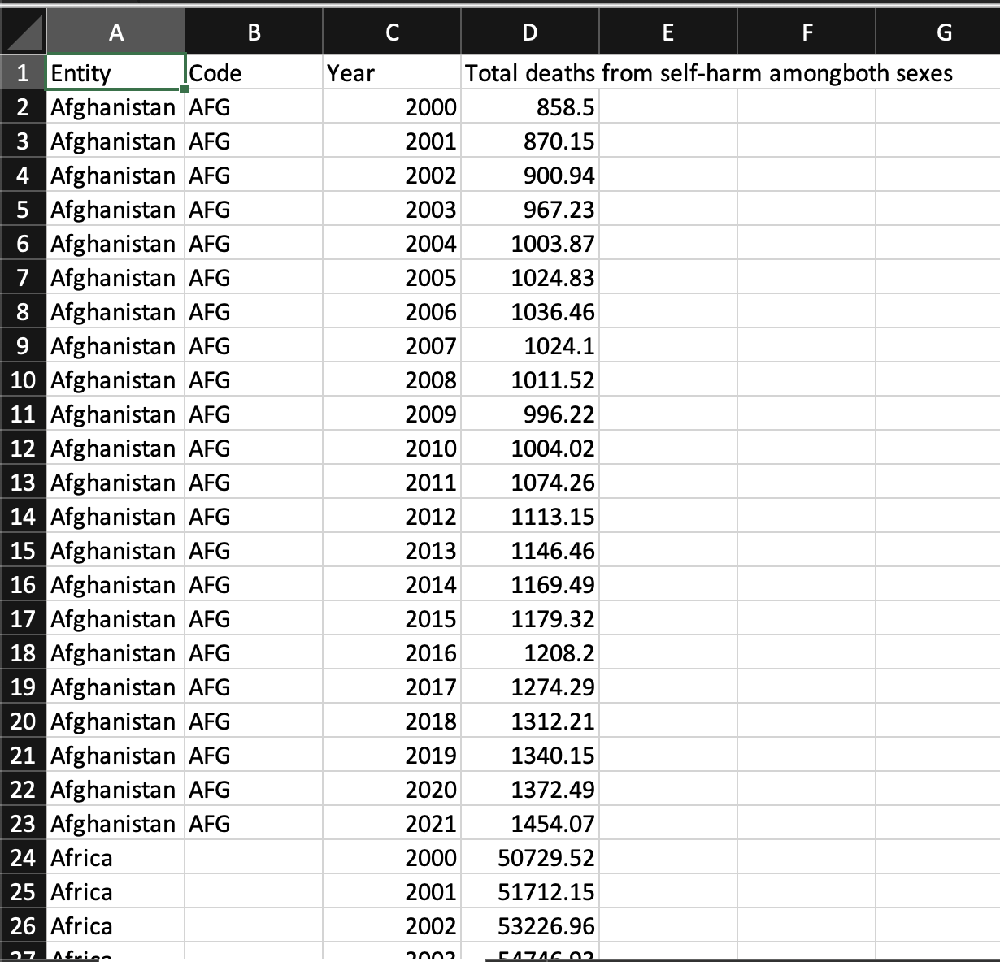 A B C D E F G
1 Entity Code Year Total deaths from self-harm amongboth sexes
2 Afghanistan AFG 2000 858.5
3 Afghanistan AFG 2001 870.15
4 Afghanistan AFG 2002 900.94
5 Afghanistan AFG 2003 967.23
6 Afghanistan AFG 2004 1003.87
7 Afghanistan AFG 2005 1024.83
8 Afghanistan AFG 2006 1036.46
9 Afghanistan AFG 2007 1024.1
10 Afghanistan AFG 2008 1011.52
11 Afghanistan AFG 2009 996.22
12 Afghanistan AFG 2010 1004.02
13 Afghanistan AFG 2011 1074.26
14 Afghanistan AFG 2012 1113.15
15 Afghanistan AFG 2013 1146.46
16 Afghanistan AFG 2014 1169.49
17 Afghanistan AFG 2015 1179.32
18 Afghanistan AFG 2016 1208.2
19 Afghanistan AFG 2017 1274.29
20 Afghanistan AFG 2018 1312.21
21 Afghanistan AFG 2019 1340.15
22 Afghanistan AFG 2020 1372.49
23 Afghanistan AFG 2021 1454.07
24 Africa 2000 50729.52
25 Africa 2001 51712.15
26 Africa 2002 53226.96
27 Africa 2003